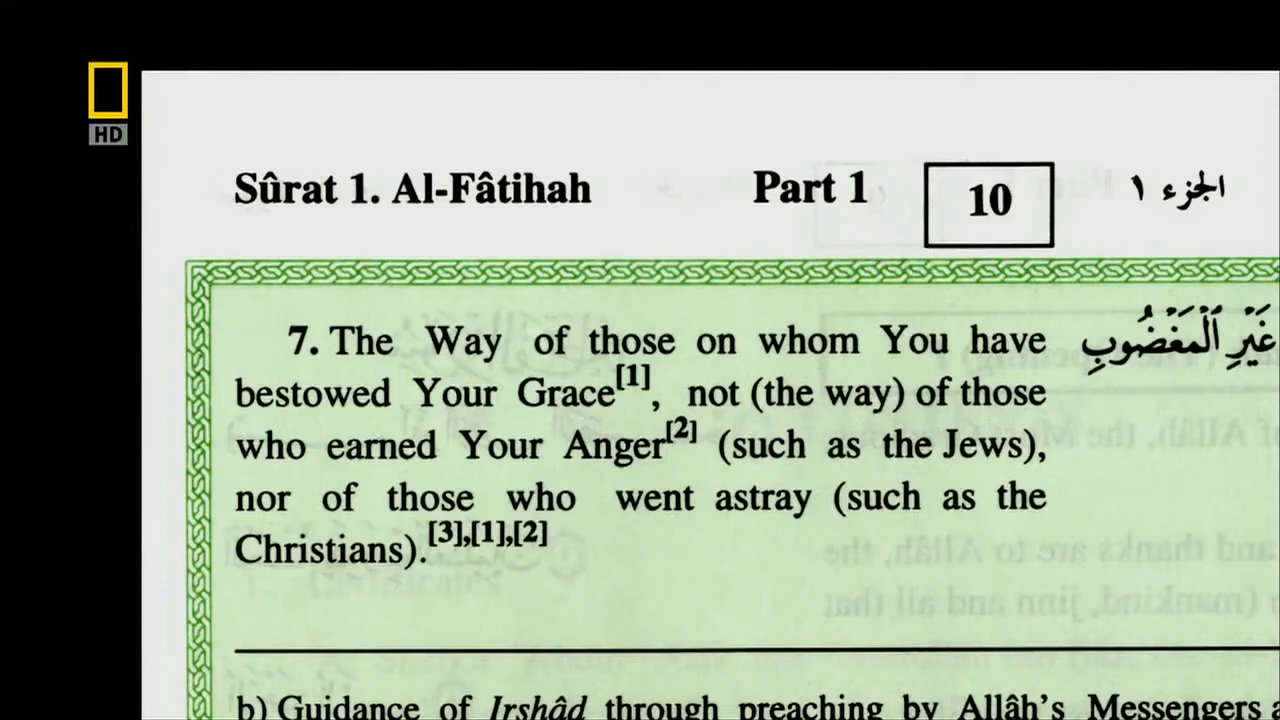 HD
Sûrat 1. Al-Fâtihah Part 1 10 الجزء ١
7. The Way of those on whom You have غَيْرِ الْمَغْضُوبِ
bestowed Your Grace[1], not (the way) of those
who earned Your Anger[2] (such as the Jews),
nor of those who went astray (such as the
Christians).[3],[1],[2]
b) Guidance of Irshâd through preaching by Allâh's Messengers